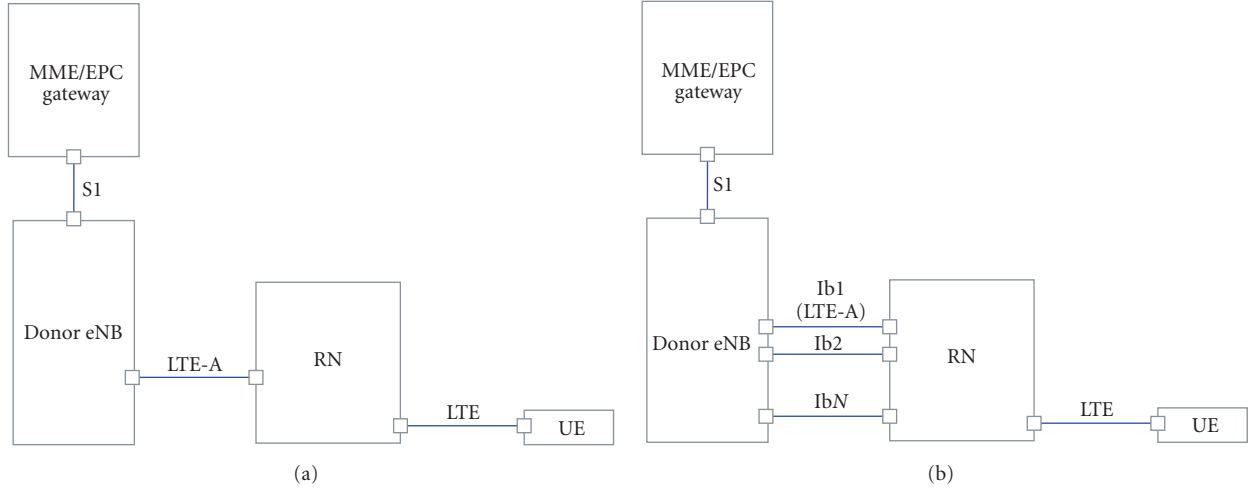 MME/EPC
gateway
S1
Donor eNB
LTE-A
RN
LTE
UE
(a)
MME/EPC
gateway
S1
Donor eNB
Ib1
(LTE-A)
Ib2
IbN
RN
LTE
UE
(b)